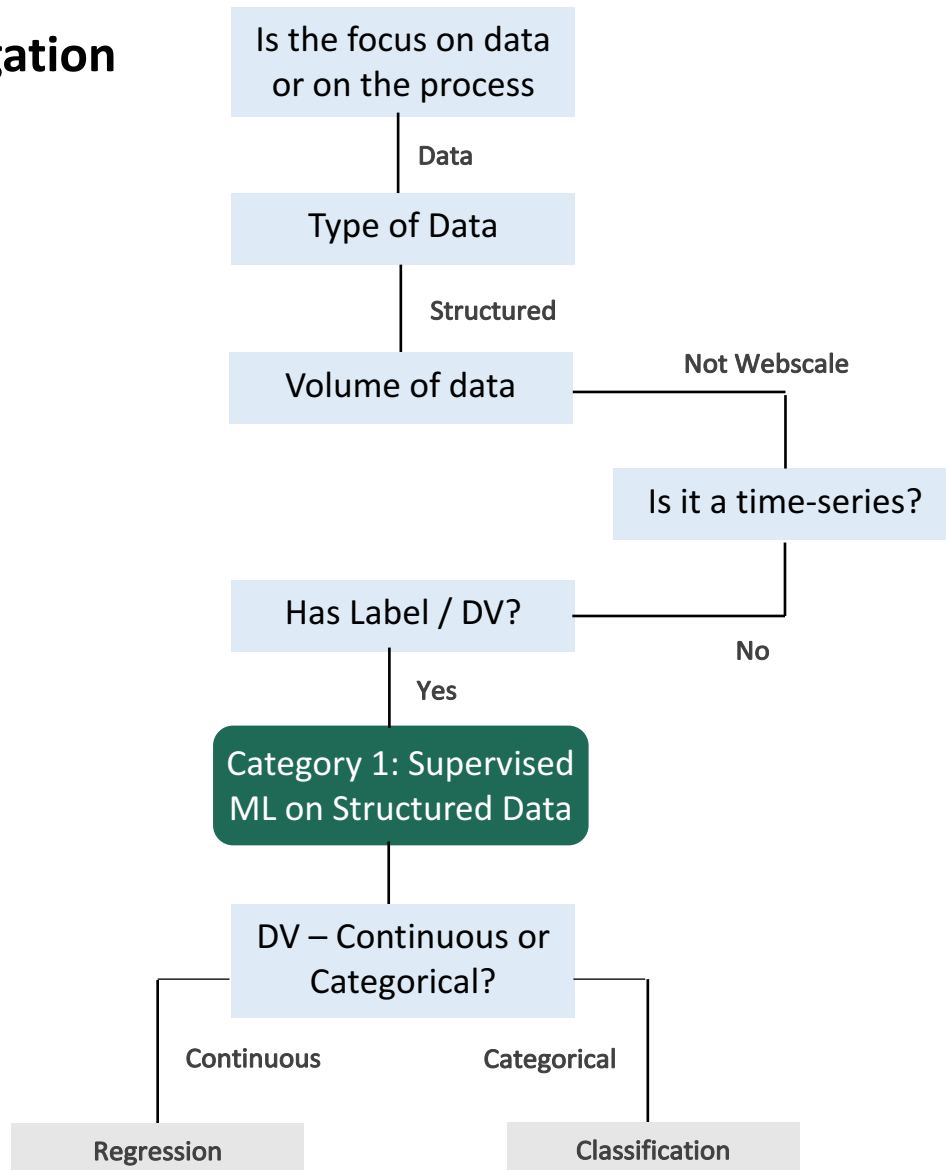 gation
Is the focus on data
or on the process
Data
Type of Data
Structured
Volume of data
Not Webscale
Is it a time-series?
No
Has Label / DV?
Yes
Category 1: Supervised
ML on Structured Data
DV – Continuous or
Categorical?
Continuous
Categorical
Regression
Classification